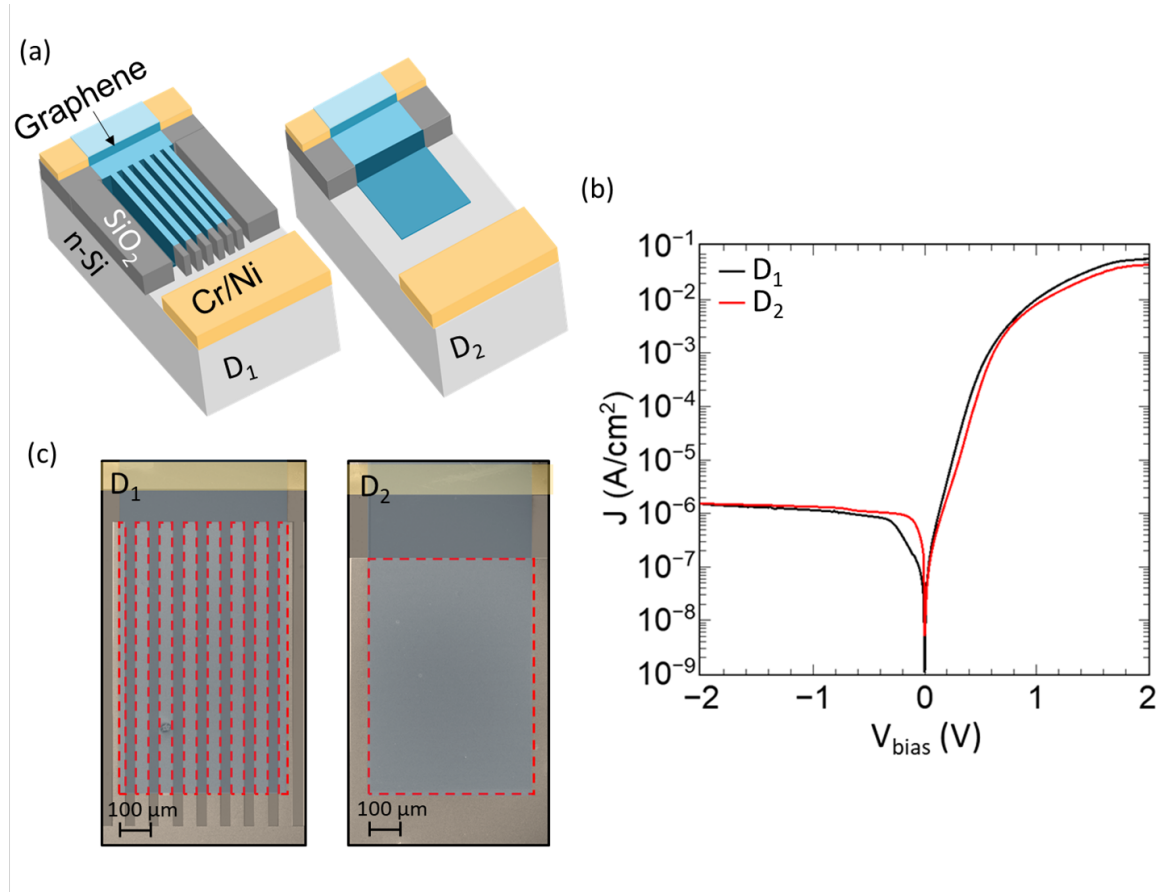 (a)
Graphene
SiO₂
n-Si
Cr/Ni
D₁
D₂
(b)
10⁻¹
10⁻²
10⁻³
10⁻⁴
10⁻⁵
10⁻⁶
10⁻⁷
10⁻⁸
10⁻⁹
J (A/cm²)
D₁
D₂
−2
−1
0
1
2
V_bias (V)
(c)
D₁
100 µm
D₂
100 µm